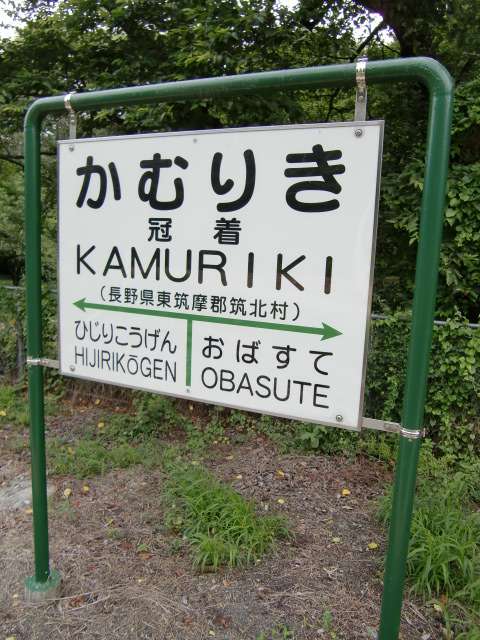 かむりき
冠着
KAMURIKI
(長野県東筑摩郡筑北村)
ひじりこうげん
HIJIRIKŌGEN
おばすて
OBASUTE